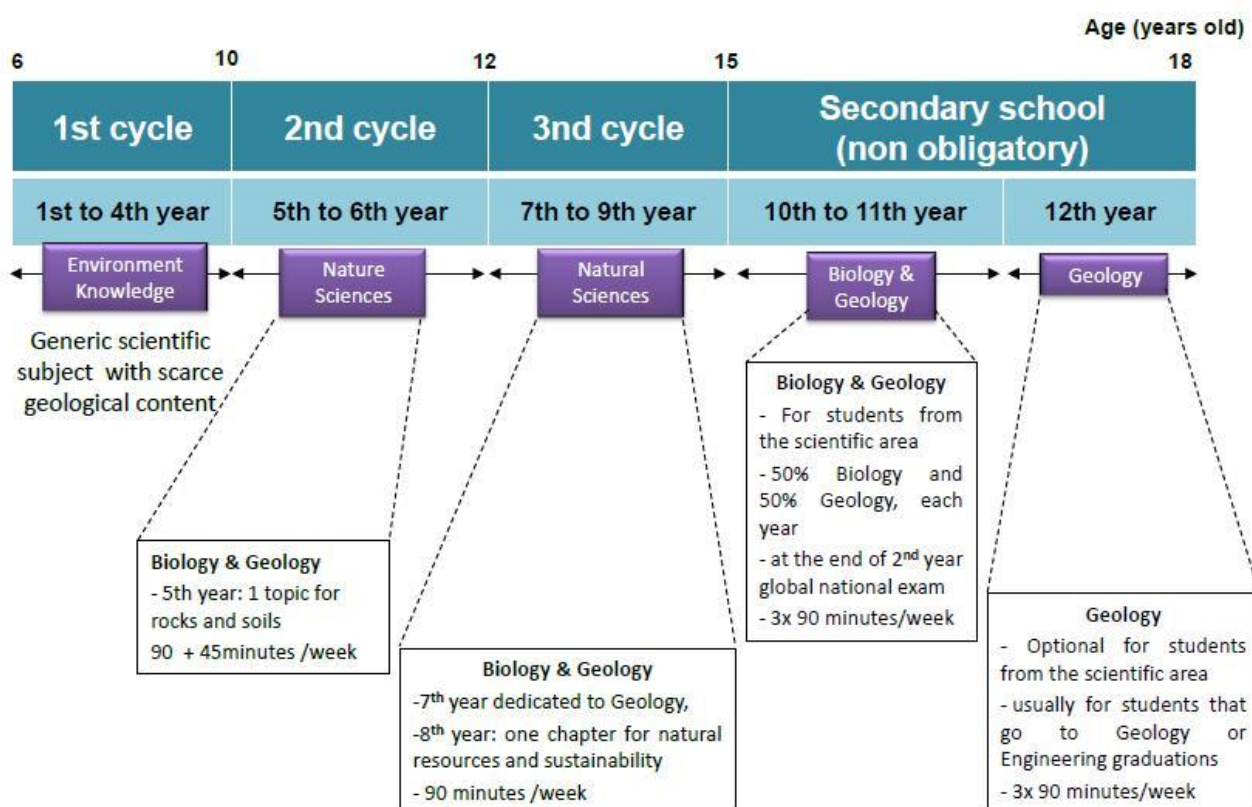 Age (years old)
6
10
12
15
18
1st cycle
2nd cycle
3nd cycle
Secondary school
(non obligatory)
1st to 4th year
5th to 6th year
7th to 9th year
10th to 11th year
12th year
Environment
Knowledge
Nature
Sciences
Natural
Sciences
Biology &
Geology
Geology
Generic scientific
subject with scarce
geological content
Biology & Geology
- 5th year: 1 topic for
rocks and soils
90 + 45minutes /week
Biology & Geology
-7th year dedicated to Geology,
-8th year: one chapter for natural
resources and sustainability
- 90 minutes /week
Biology & Geology
- For students from
the scientific area
- 50% Biology and
50% Geology, each
year
- at the end of 2nd year
global national exam
- 3x 90 minutes/week
Geology
- Optional for students
from the scientific area
- usually for students that
go to Geology or
Engineering graduations
- 3x 90 minutes/week